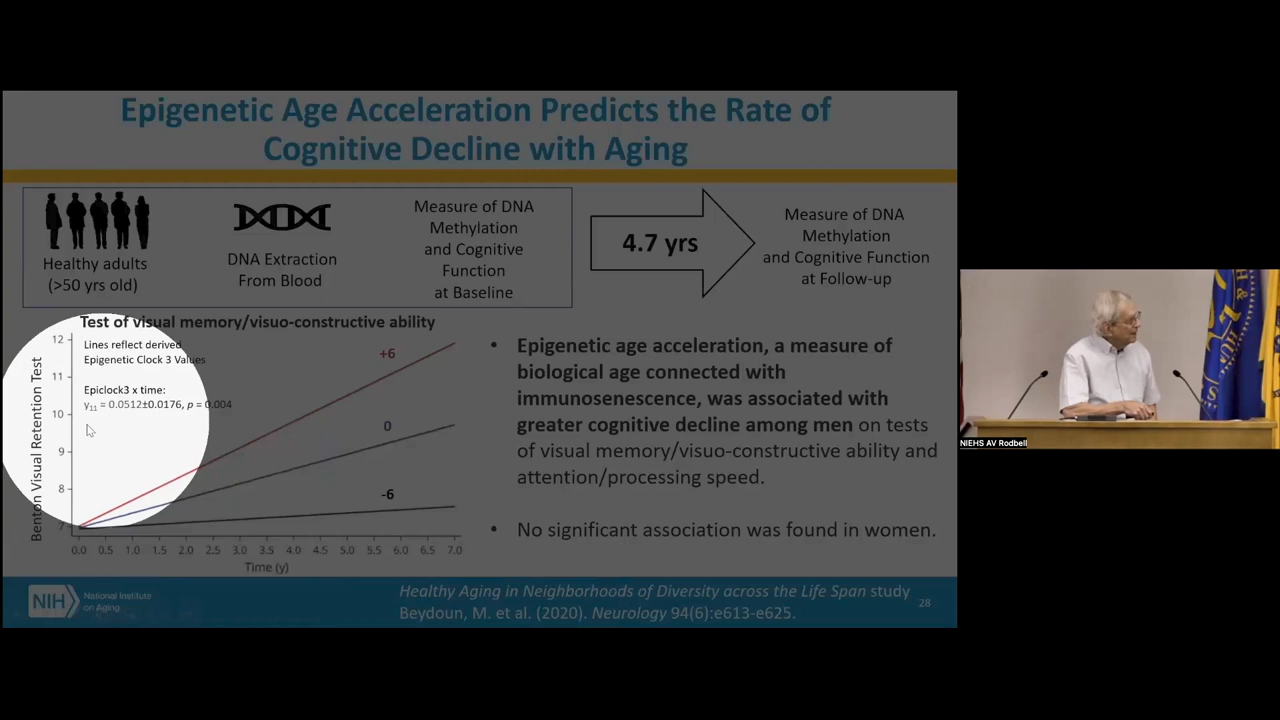 Epigenetic Age Acceleration Predicts the Rate of
Cognitive Decline with Aging
Healthy adults
(>50 yrs old)
DNA Extraction
From Blood
Measure of DNA
Methylation
and Cognitive
Function
at Baseline
4.7 yrs
Measure of DNA
Methylation
and Cognitive Function
at Follow-up
Test of visual memory/visuo-constructive ability
Lines reflect derived
Epigenetic Clock 3 Values
Epiclock3 x time:
γ11 = 0.0512±0.0176, p = 0.004
Benton Visual Retention Test
12
11
10
9
8
7
+6
0
-6
0.0 0.5 1.0 1.5 2.0 2.5 3.0 3.5 4.0 4.5 5.0 5.5 6.0 6.5 7.0
Time (y)
• Epigenetic age acceleration, a measure of
biological age connected with
immunosenescence, was associated with
greater cognitive decline among men on tests
of visual memory/visuo-constructive ability and
attention/processing speed.
• No significant association was found in women.
NIH
National Institute
on Aging
Healthy Aging in Neighborhoods of Diversity across the Life Span study
Beydoun, M. et al. (2020). Neurology 94(6):e613-e625.
28
NIEHS AV Rodbell